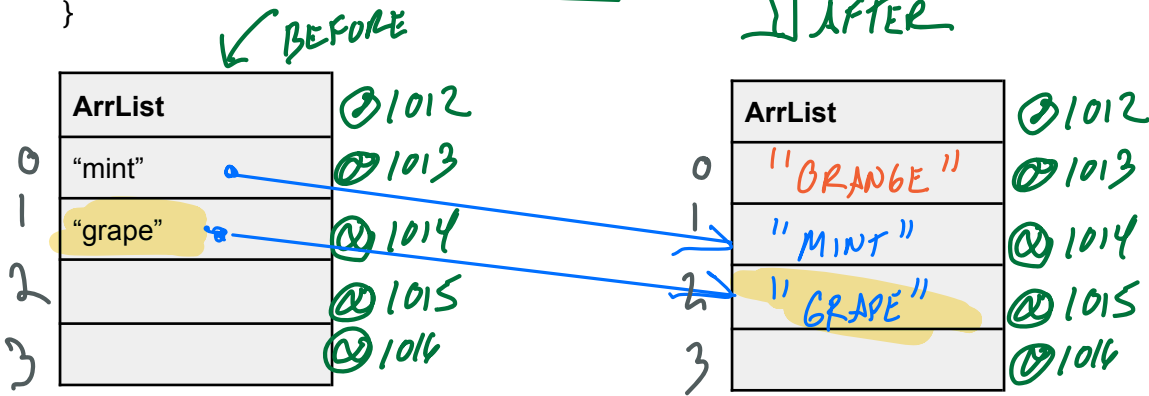 }
BEFORE
AFTER
ArrList @1012
0 “mint” @1013
1 “grape” @1014
2 @1015
3 @1016
ArrList @1012
0 "ORANGE" @1013
1 "MINT" @1014
2 "GRAPE" @1015
3 @1016